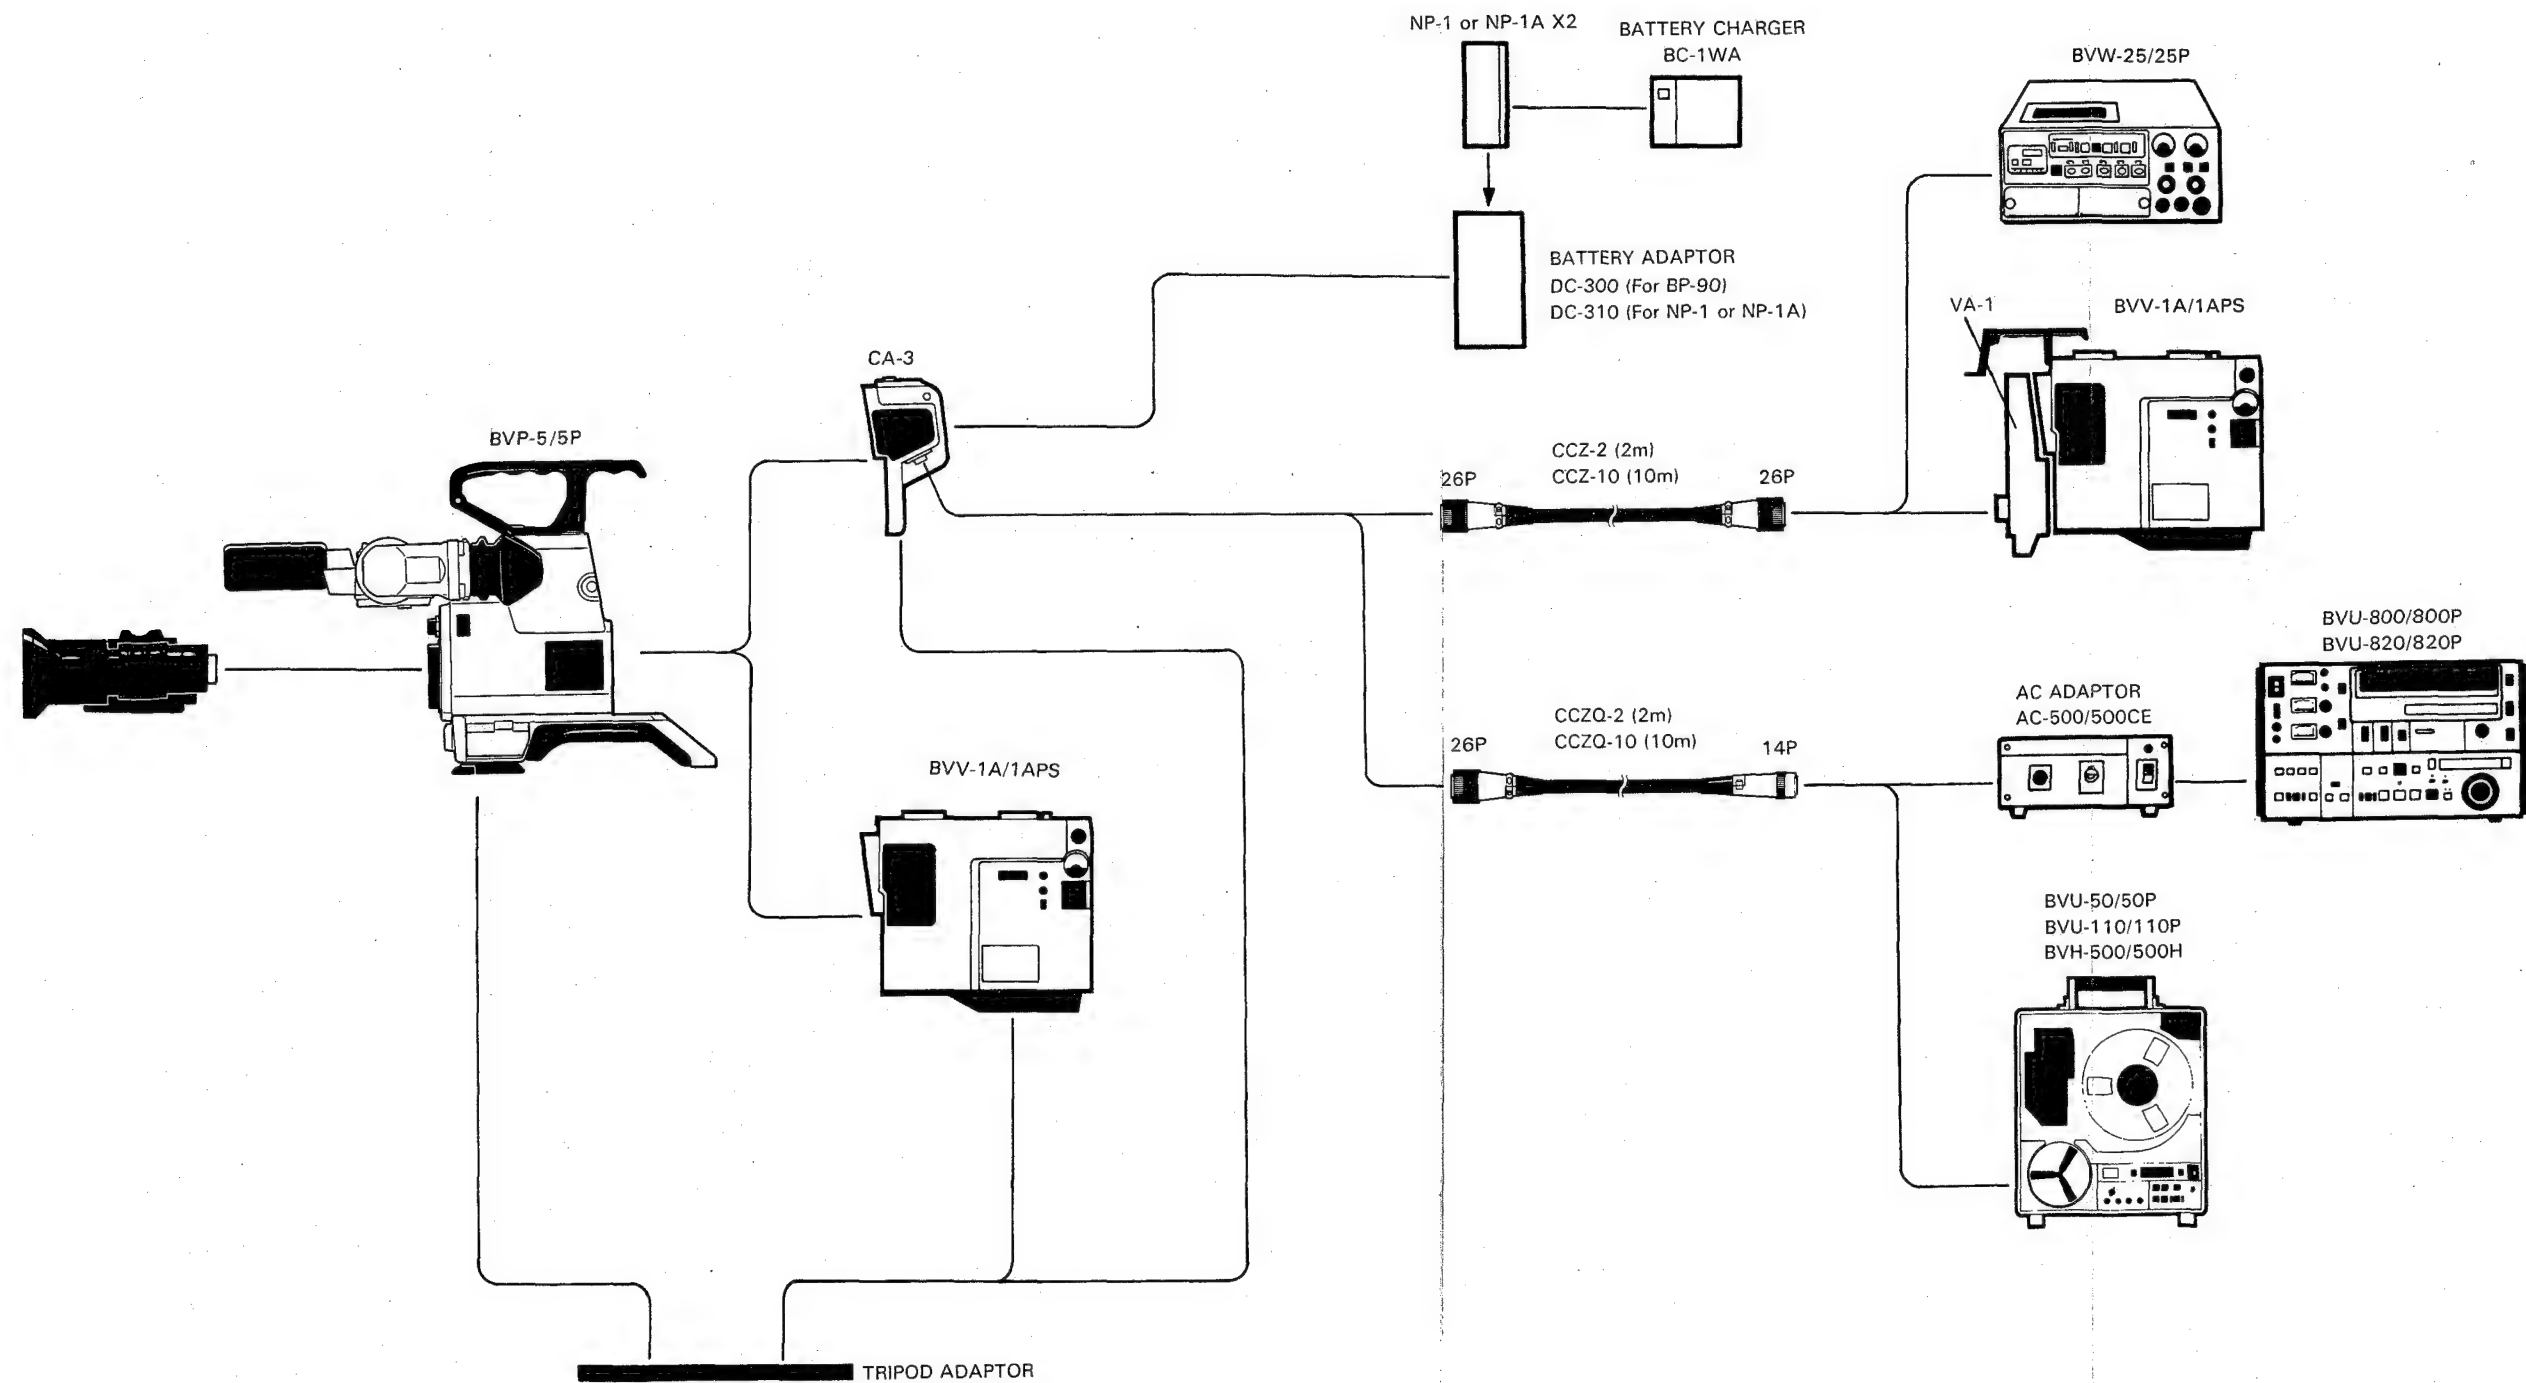 NP-1 or NP-1A X2
BATTERY CHARGER
BC-1WA
BVW-25/25P
BATTERY ADAPTOR
DC-300 (For BP-90)
DC-310 (For NP-1 or NP-1A)
VA-1
BVV-1A/1APS
CA-3
BVP-5/5P
CCZ-2 (2m)
CCZ-10 (10m)
26P
26P
BVU-800/800P
BVU-820/820P
AC ADAPTOR
AC-500/500CE
CCZQ-2 (2m)
CCZQ-10 (10m)
26P
14P
BVV-1A/1APS
BVU-50/50P
BVU-110/110P
BVH-500/500H
TRIPOD ADAPTOR